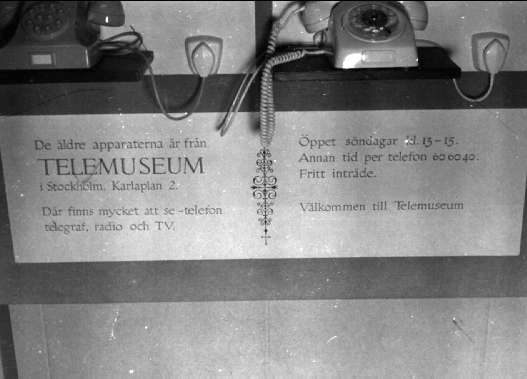 De äldre apparaterna är från
TELEMUSEUM
i Stockholm, Karlaplan 2.
Där finns mycket att se - telefon
telegraf, radio och TV.
Öppet söndagar kl. 13-15.
Annan tid per telefon 60 60 40.
Fritt inträde.
Välkommen till Telemuseum